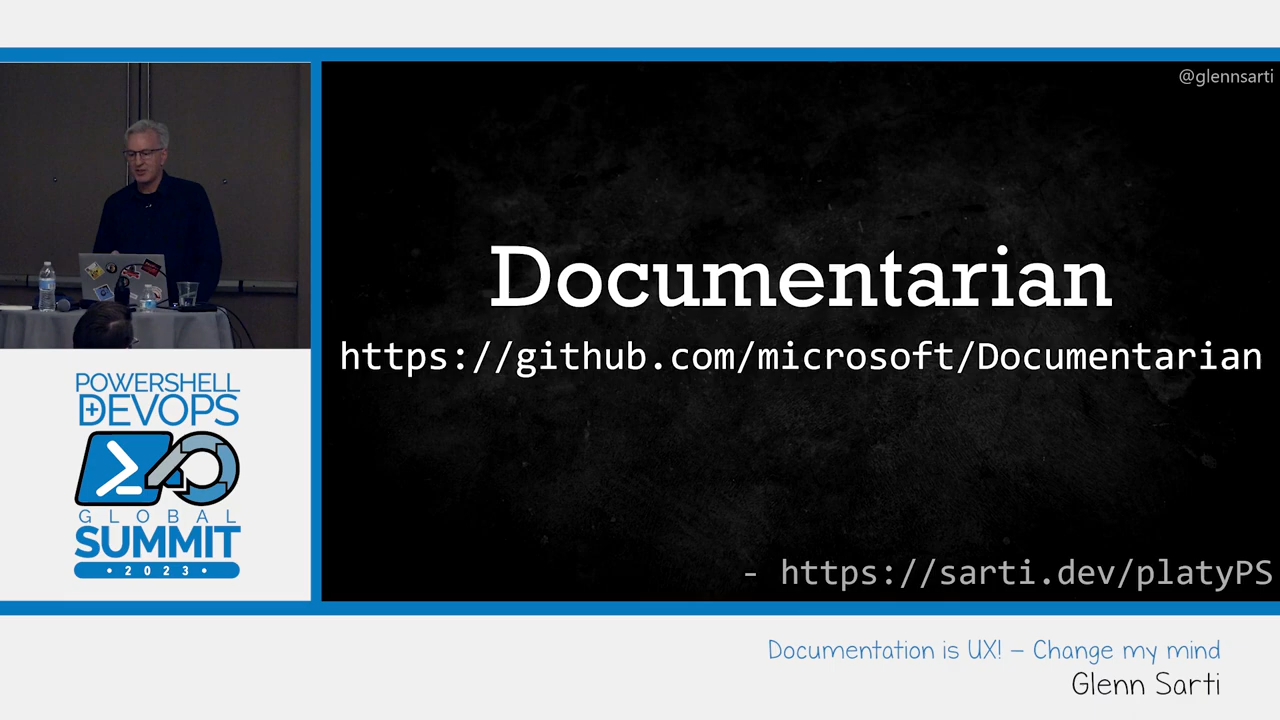 @glennsarti
Documentarian
https://github.com/microsoft/Documentarian
- https://sarti.dev/platyPS
POWERSHELL
+DEVOPS
GLOBAL
SUMMIT
• 2023 •
Documentation is UX! – Change my mind
Glenn Sarti